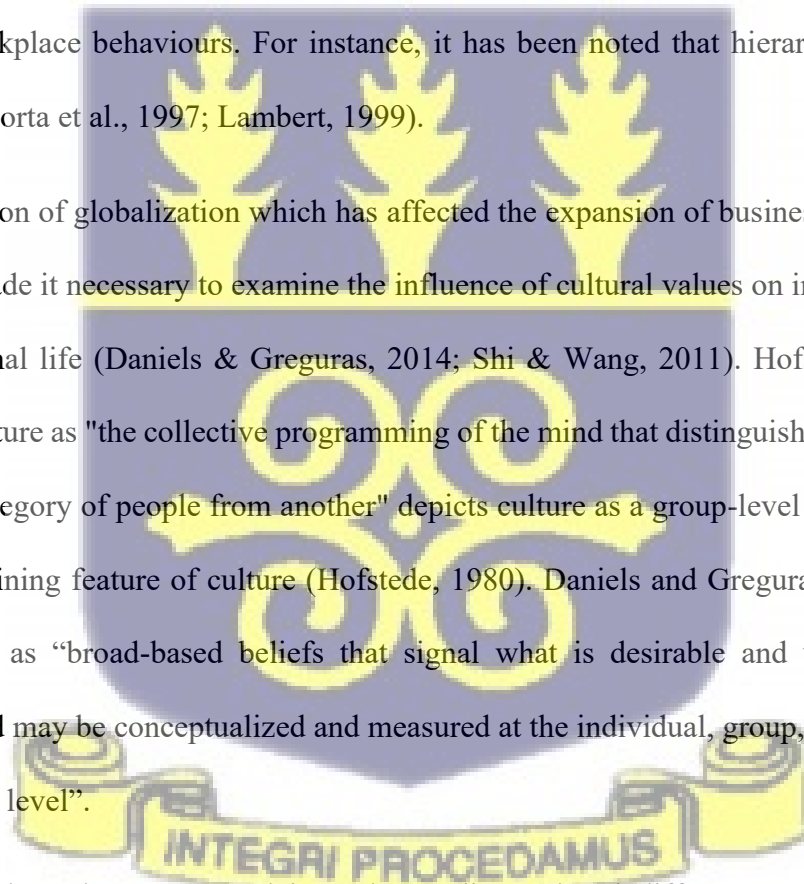 kplace behaviours. For instance, it has been noted that hierar
orta et al., 1997; Lambert, 1999).
on of globalization which has affected the expansion of busines
de it necessary to examine the influence of cultural values on i
al life (Daniels & Greguras, 2014; Shi & Wang, 2011). Hof
ture as "the collective programming of the mind that distinguish
egory of people from another" depicts culture as a group-level
ining feature of culture (Hofstede, 1980). Daniels and Gregura
as “broad-based beliefs that signal what is desirable and
may be conceptualized and measured at the individual, group,
level”.
INTEGRI PROCEDAMUS